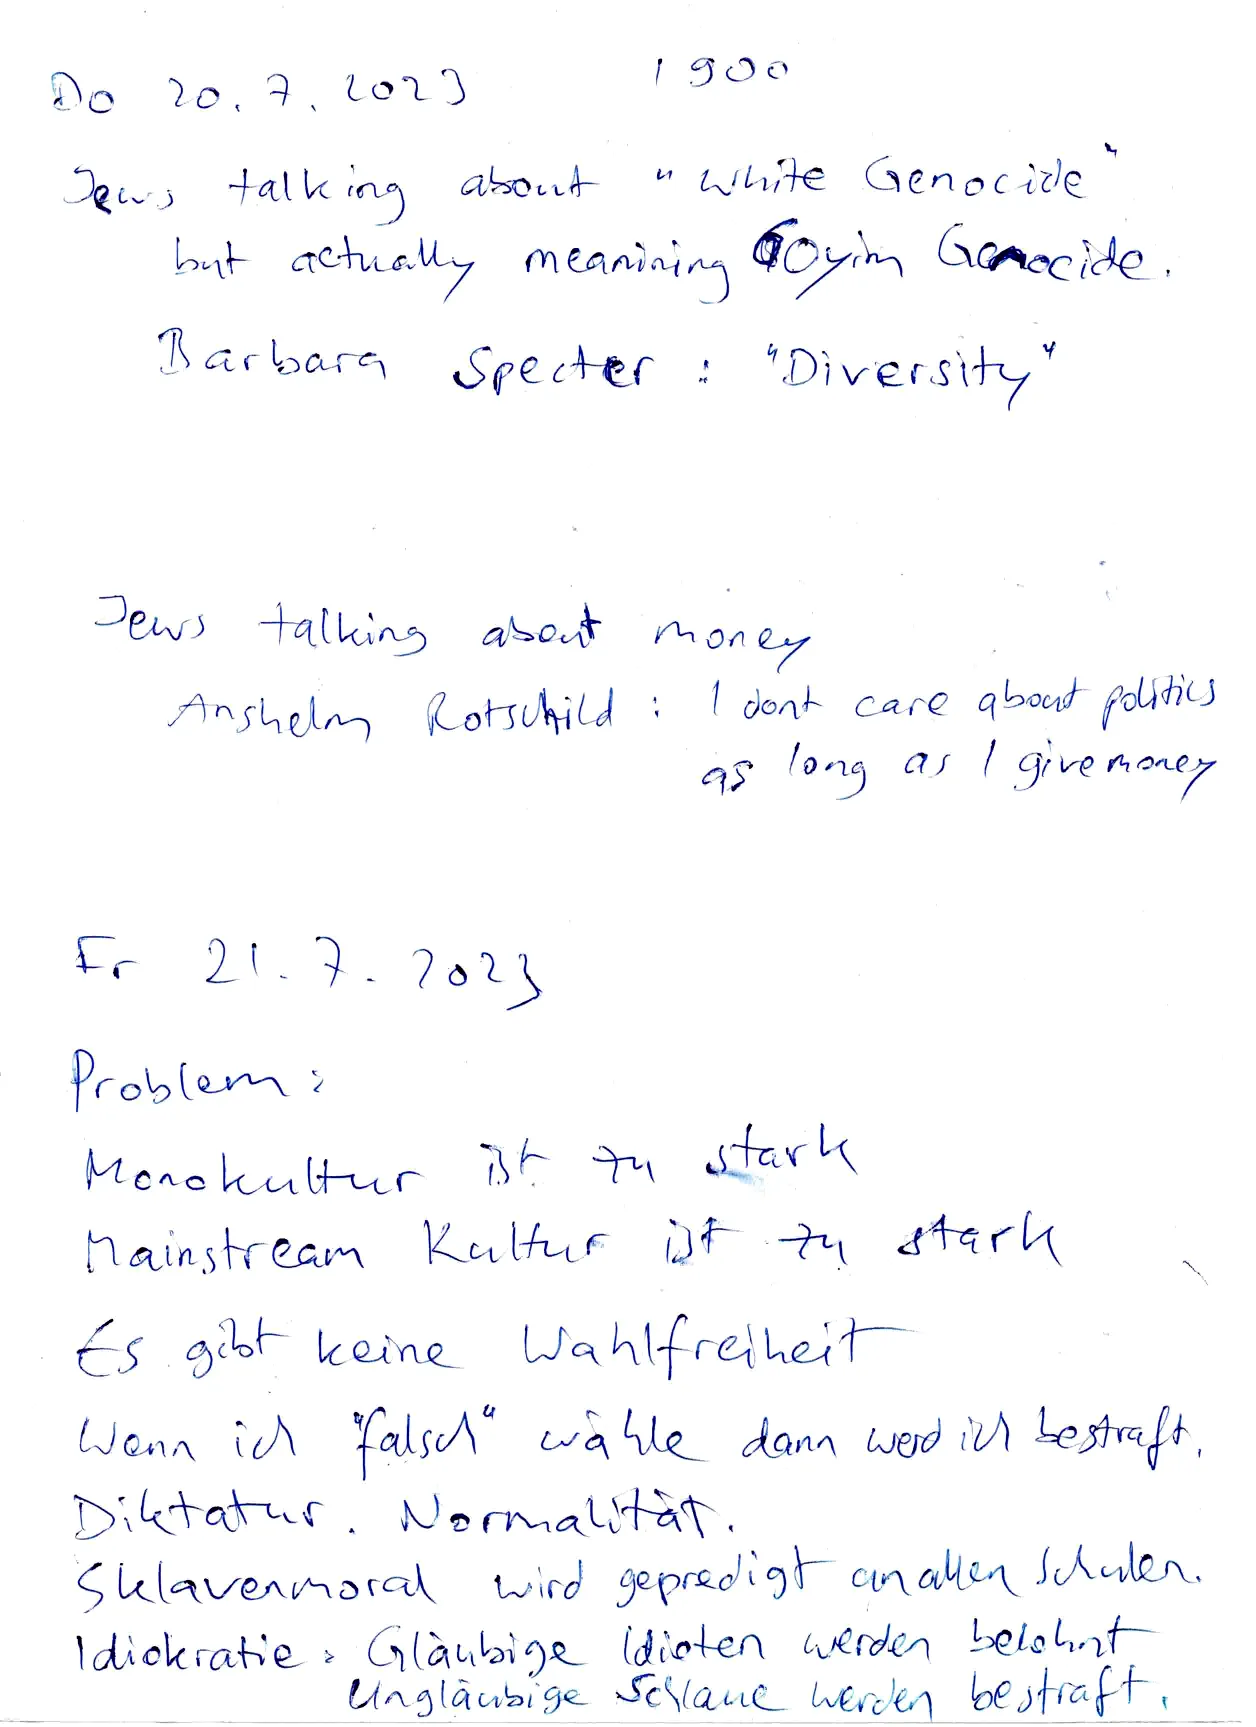 Do 20.7.2023 1900
Jews talking about "White Genocide"
but actually meanining Goyim Genocide.
Barbara Specter: "Diversity"
Jews talking about money
Anshelm Rotschild: I dont care about politics
as long as I give money
Fr 21.7.2023
Problem:
Monokultur ist zu stark
Mainstream Kultur ist zu stark
Es gibt keine Wahlfreiheit
Wenn ich "falsch" wähle dann werd ich bestraft.
Diktatur. Normalität.
Sklavenmoral wird gepredigt an allen Schulen.
Idiokratie: Gläubige Idioten werden belohnt
Ungläubige Schlaue werden bestraft.